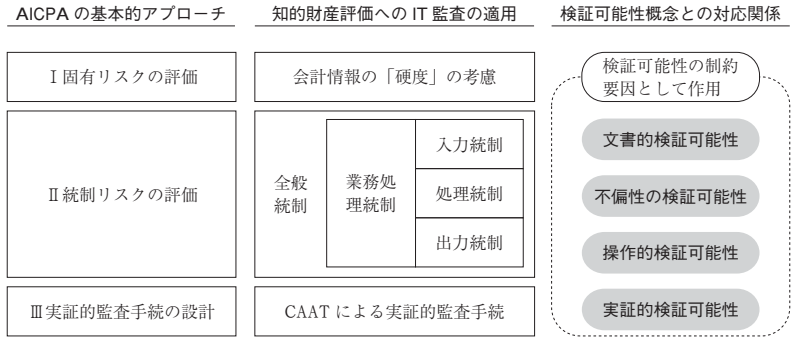 AICPA の基本的アプローチ
知的財産評価への IT 監査の適用
検証可能性概念との対応関係
Ⅰ固有リスクの評価
会計情報の「硬度」の考慮
検証可能性の制約
要因として作用
Ⅱ統制リスクの評価
全般
統制
業務処
理統制
入力統制
処理統制
出力統制
文書的検証可能性
不偏性の検証可能性
操作的検証可能性
Ⅲ実証的監査手続の設計
CAAT による実証的監査手続
実証的検証可能性